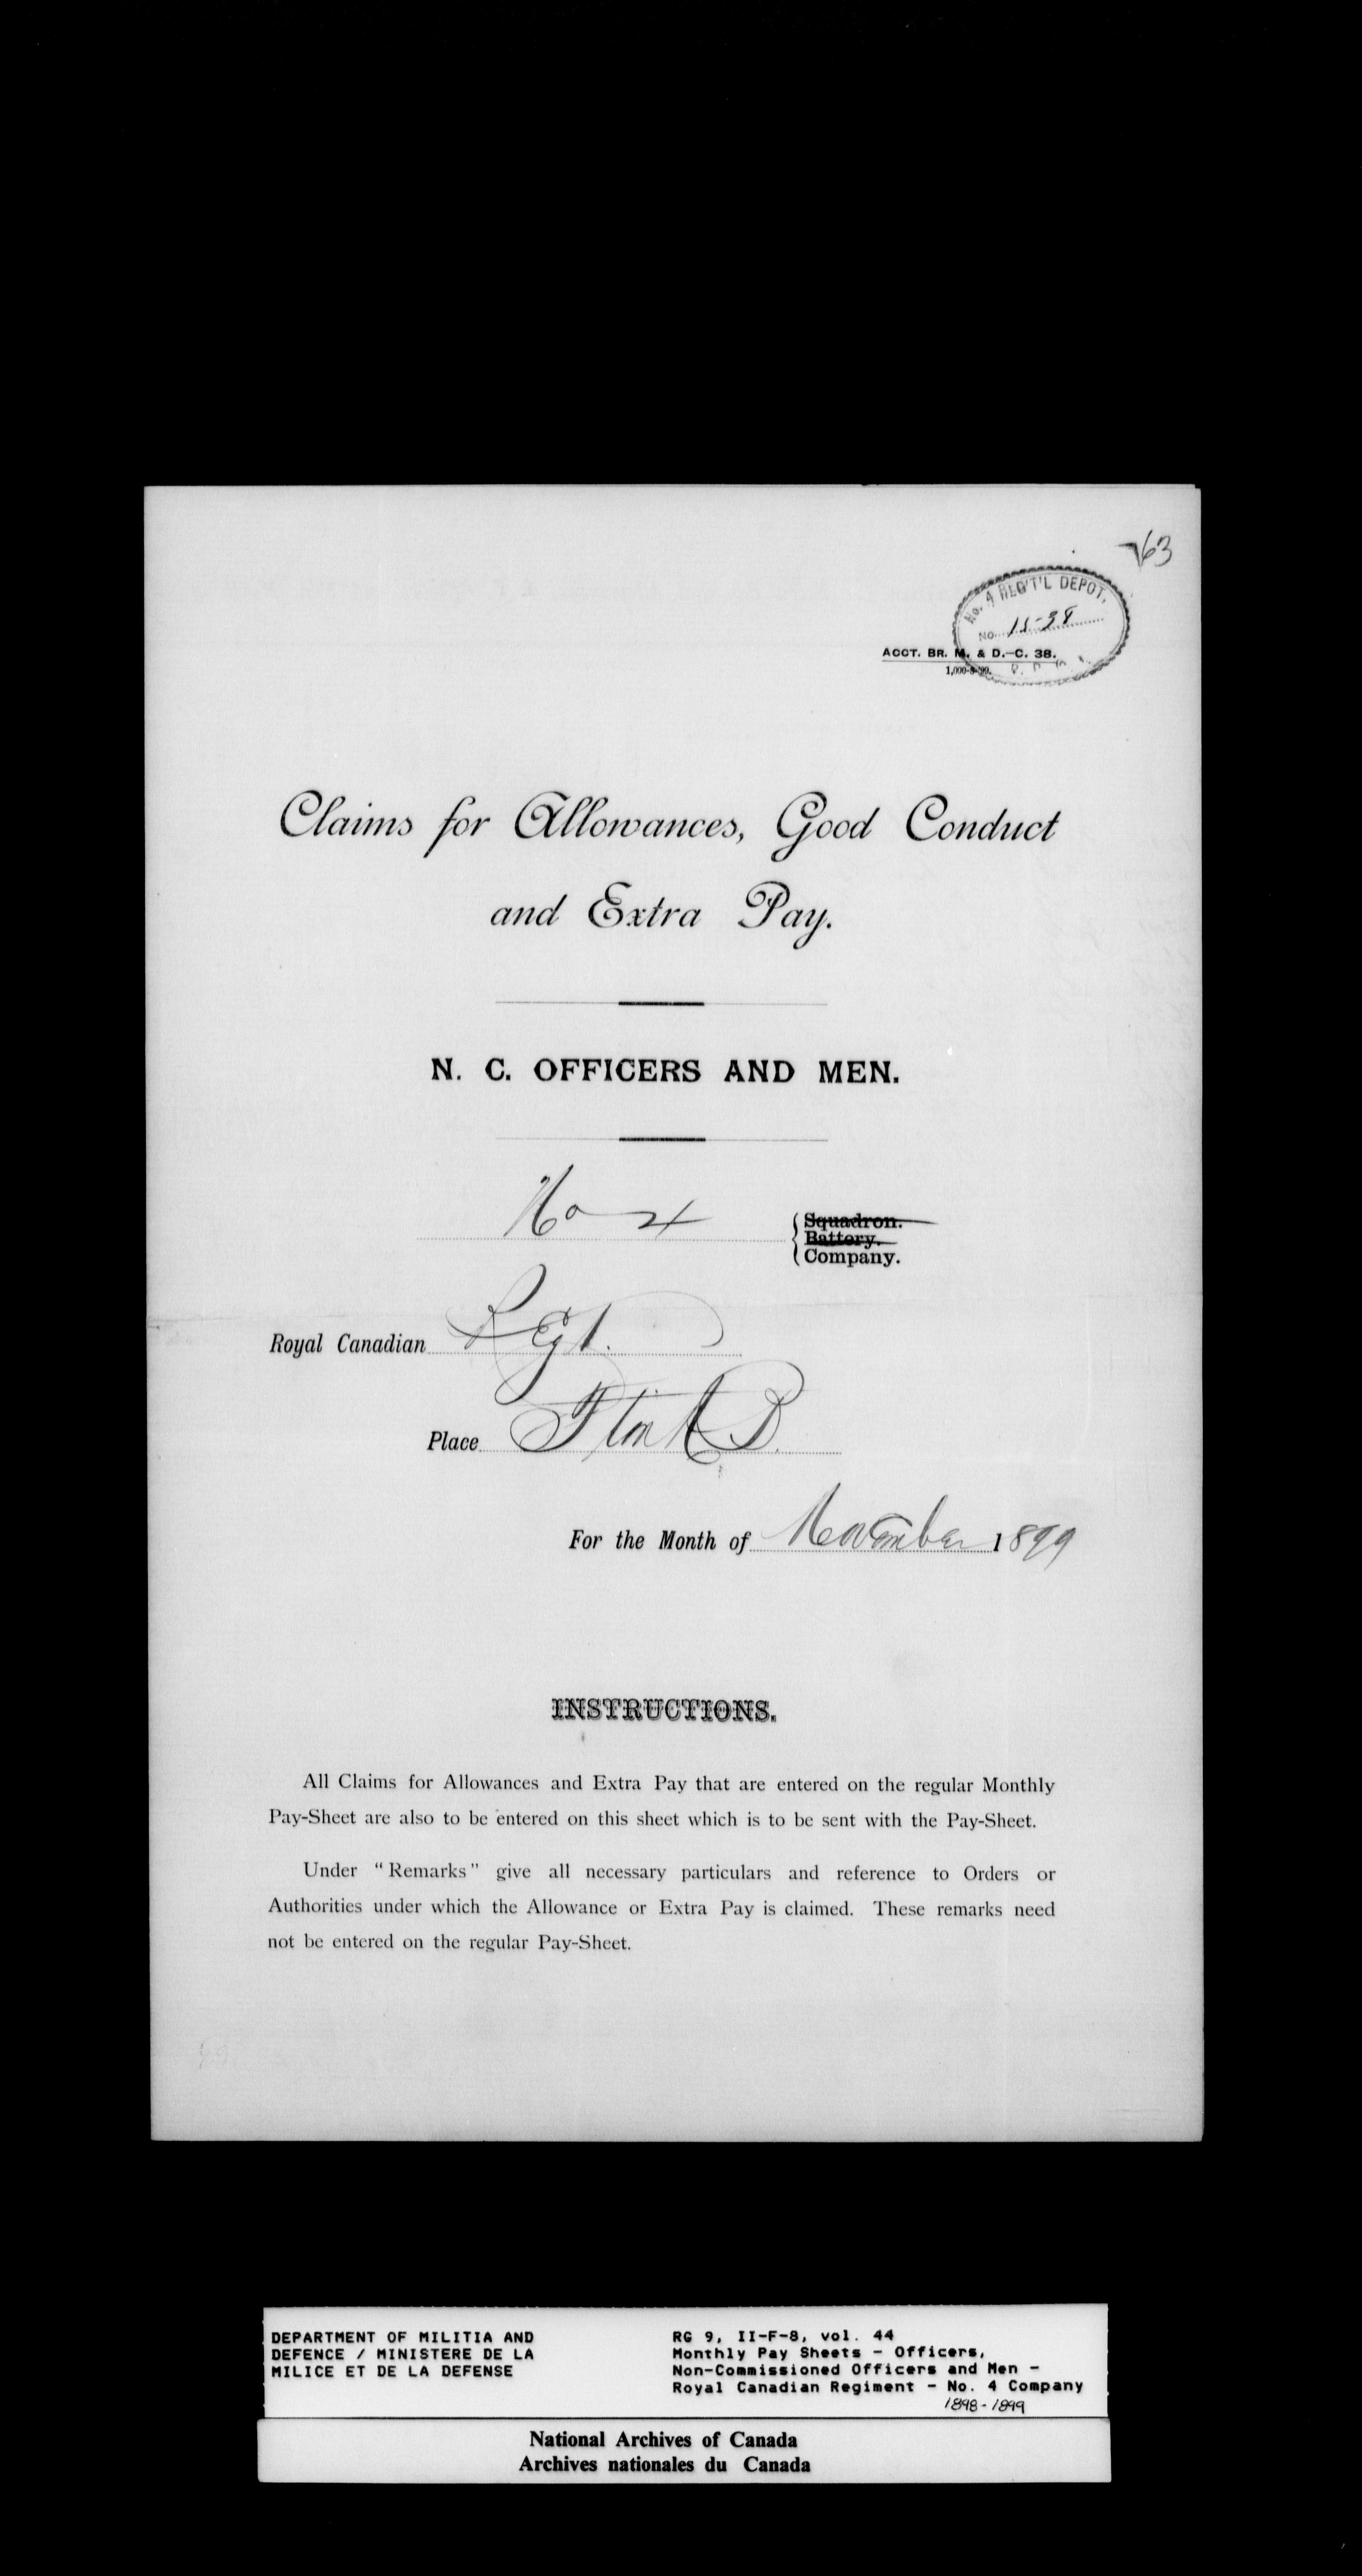 763
No. 4 REG'T'L DEPOT,
No. 15-38
ACCT. BR. M. & D.-C. 38.
1,000-8-99.
Claims for Allowances, Good Conduct
and Extra Pay.
N. C. OFFICERS AND MEN.
No 4
Squadron.
Battery.
Company.
Royal Canadian Regt.
Place F'ton N B.
For the Month of November 1899
INSTRUCTIONS.
All Claims for Allowances and Extra Pay that are entered on the regular Monthly
Pay-Sheet are also to be entered on this sheet which is to be sent with the Pay-Sheet.
Under "Remarks" give all necessary particulars and reference to Orders or
Authorities under which the Allowance or Extra Pay is claimed. These remarks need
not be entered on the regular Pay-Sheet.
DEPARTMENT OF MILITIA AND
DEFENCE / MINISTERE DE LA
MILICE ET DE LA DEFENSE
RG 9, II-F-8, vol. 44
Monthly Pay Sheets - Officers,
Non-Commissioned Officers and Men -
Royal Canadian Regiment - No. 4 Company
1898-1899
National Archives of Canada
Archives nationales du Canada